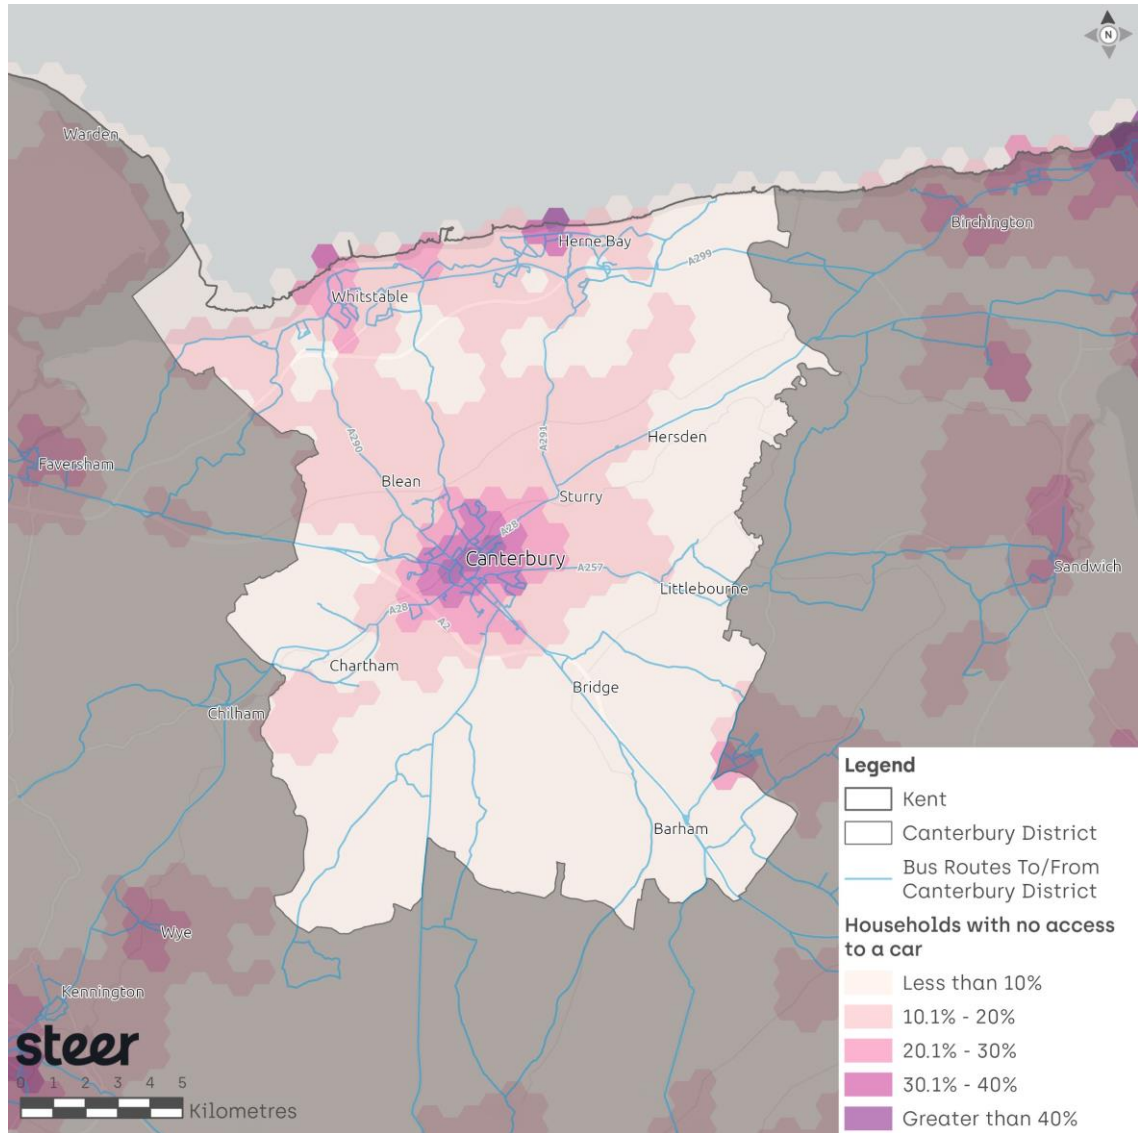 N
Warden
Birchington
Herne Bay
A299
Whitstable
Hersden
A291
A290
Faversham
Blean
Sturry
A28
Canterbury
A257
Sandwich
Littlebourne
A28
A2
Chartham
Bridge
Chilham
Barham
Wye
Kennington
steer
0 1 2 3 4 5
Kilometres
Legend
Kent
Canterbury District
Bus Routes To/From
Canterbury District
Households with no access
to a car
Less than 10%
10.1% - 20%
20.1% - 30%
30.1% - 40%
Greater than 40%